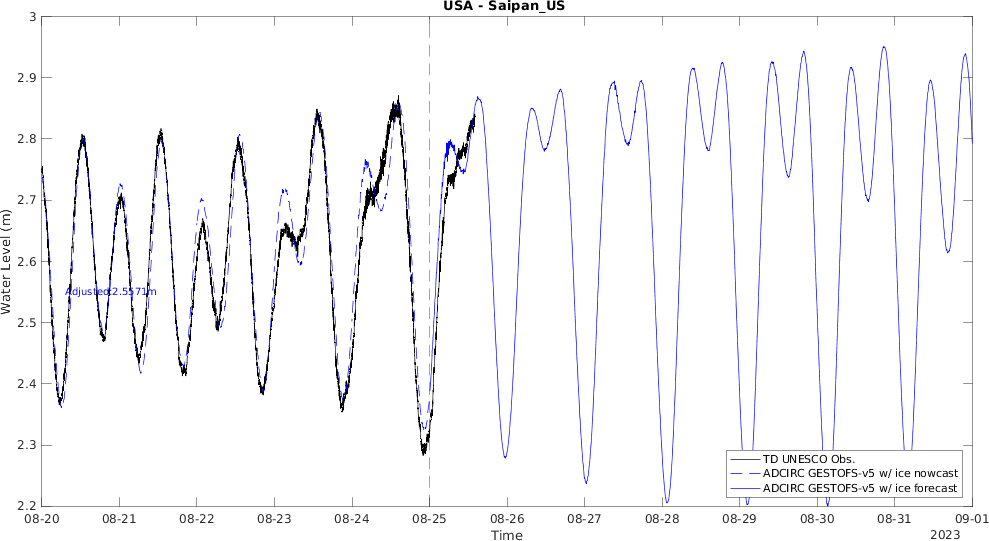 USA - Saipan_US
3
2.9
2.8
2.7
2.6
2.5
2.4
2.3
2.2
Water Level (m)
Adjusted:2.5571m
TD UNESCO Obs.
ADCIRC GESTOFS-v5 w/ ice nowcast
ADCIRC GESTOFS-v5 w/ ice forecast
08-20 08-21 08-22 08-23 08-24 08-25 08-26 08-27 08-28 08-29 08-30 08-31 09-01
Time
2023